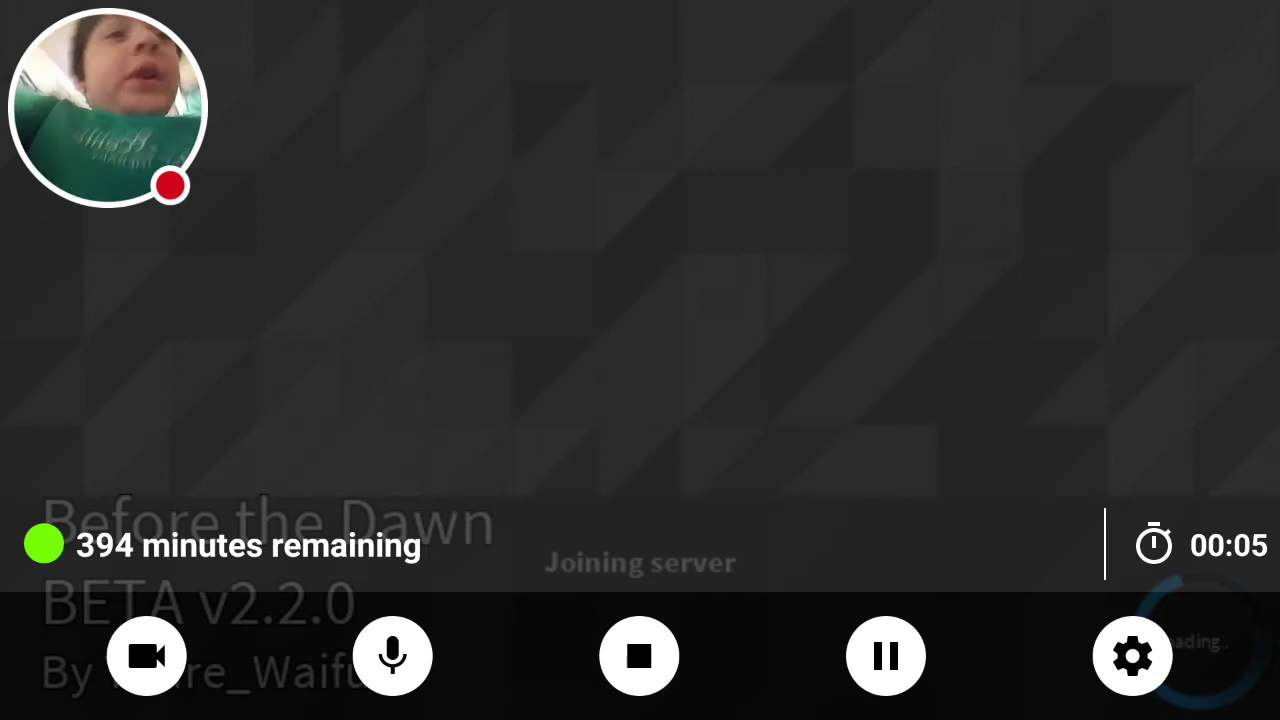 Before the Dawn
394 minutes remaining
Joining server
00:05
BETA v2.2.0
By